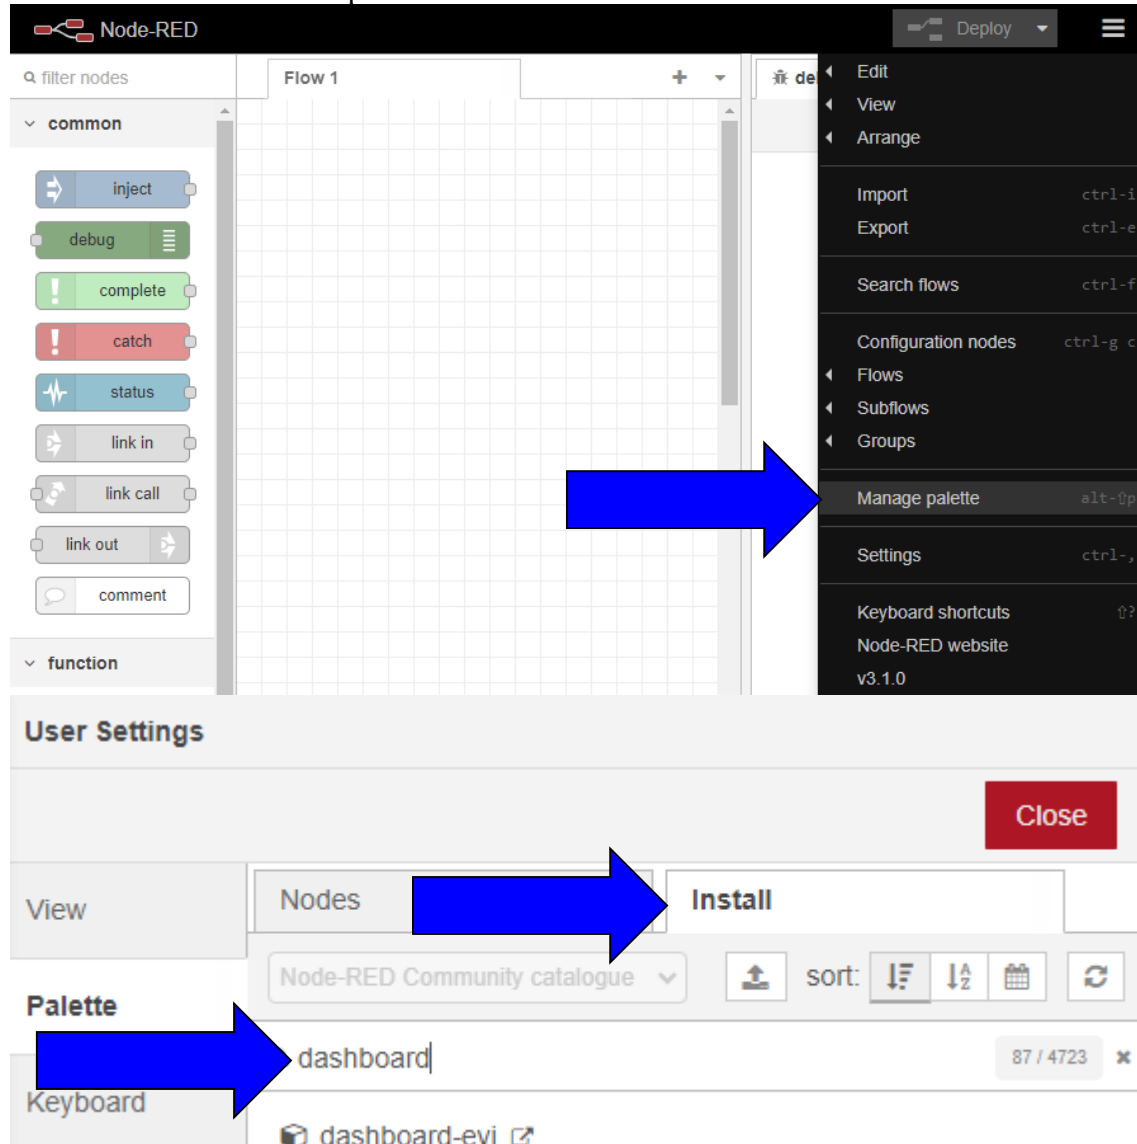 Node-RED
Deploy
filter nodes
Flow 1
common
inject
debug
complete
catch
status
link in
link call
link out
comment
function
Edit
View
Arrange
Import ctrl-i
Export ctrl-e
Search flows ctrl-f
Configuration nodes ctrl-g c
Flows
Subflows
Groups
Manage palette alt-⇧p
Settings ctrl-,
Keyboard shortcuts ⇧?
Node-RED website
v3.1.0
User Settings
Close
View
Palette
Keyboard
Nodes
Install
Node-RED Community catalogue
sort:
dashboard
87 / 4723
dashboard-evi